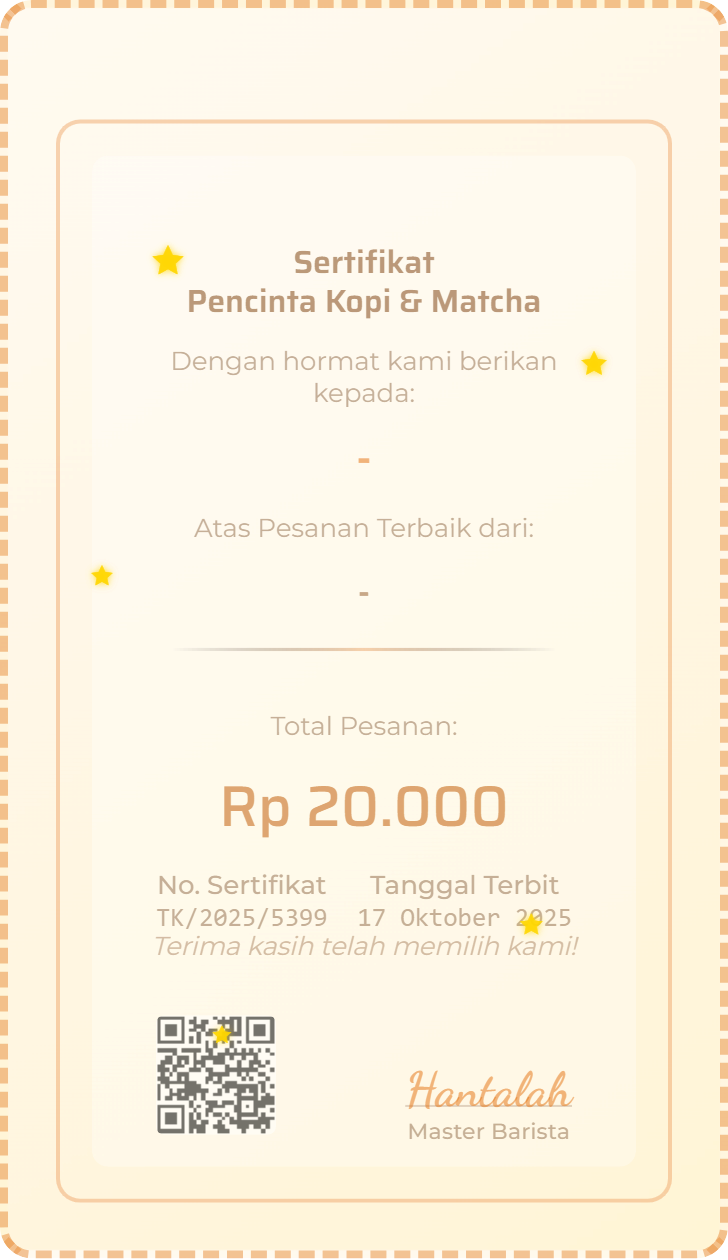 Sertifikat
Pencinta Kopi & Matcha
Dengan hormat kami berikan
kepada:
-
Atas Pesanan Terbaik dari:
-
Total Pesanan:
Rp 20.000
No. Sertifikat Tanggal Terbit
TK/2025/5399 17 Oktober 2025
Terima kasih telah memilih kami!
Hantalah
Master Barista